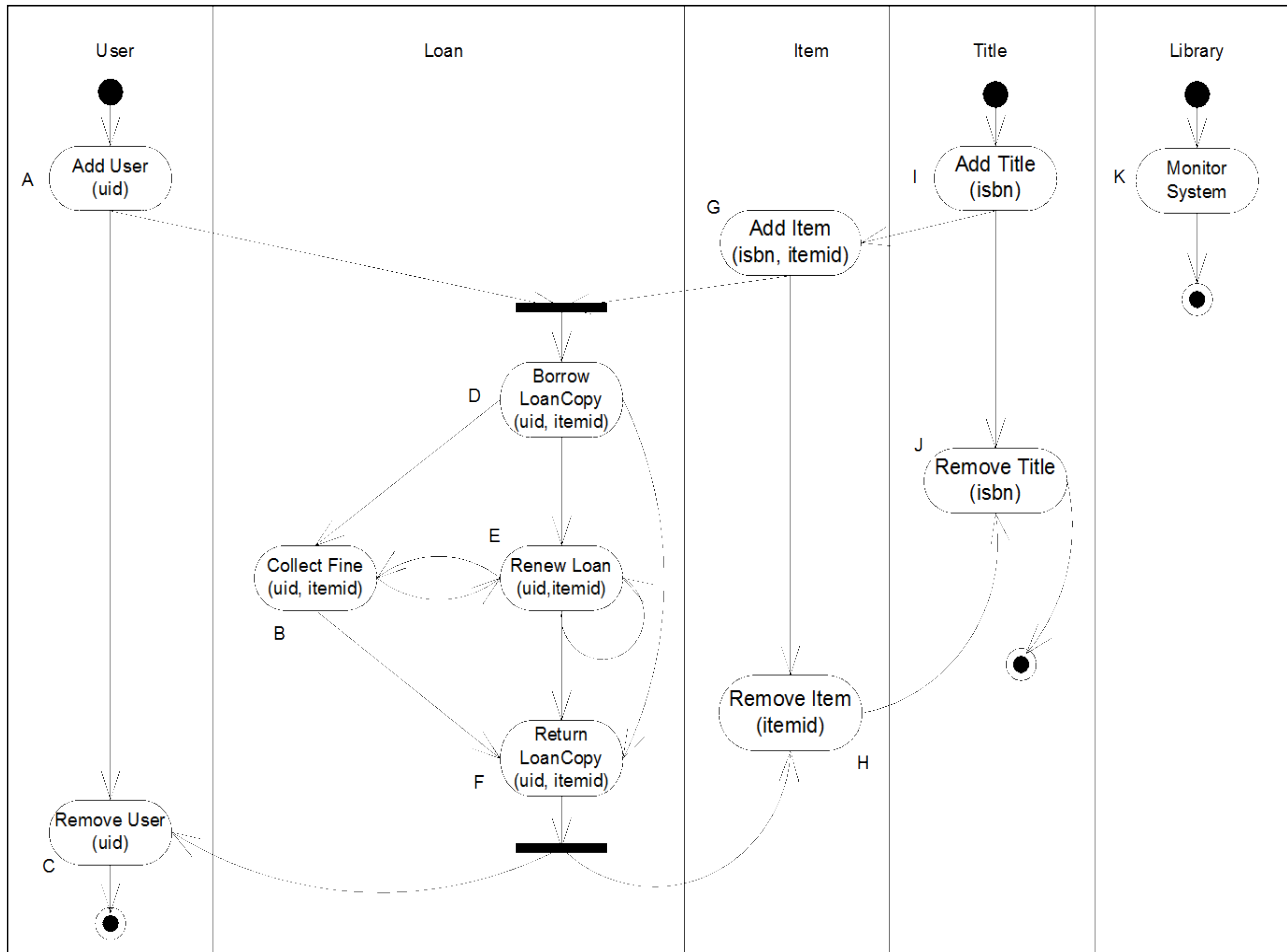 User
Loan
Item
Title
Library
A
Add User
(uid)
G
Add Item
(isbn, itemid)
I
Add Title
(isbn)
K
Monitor
System
D
Borrow
LoanCopy
(uid, itemid)
J
Remove Title
(isbn)
Collect Fine
(uid, itemid)
B
E
Renew Loan
(uid,itemid)
Remove Item
(itemid)
H
Return
LoanCopy
(uid, itemid)
F
Remove User
(uid)
C